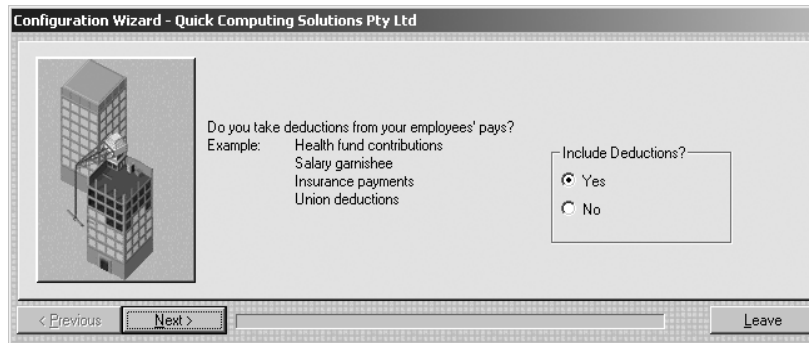 Configuration Wizard - Quick Computing Solutions Pty Ltd
Do you take deductions from your employees' pays?
Example: Health fund contributions
Salary garnishee
Insurance payments
Union deductions
Include Deductions?
Yes
No
< Previous
Next >
Leave